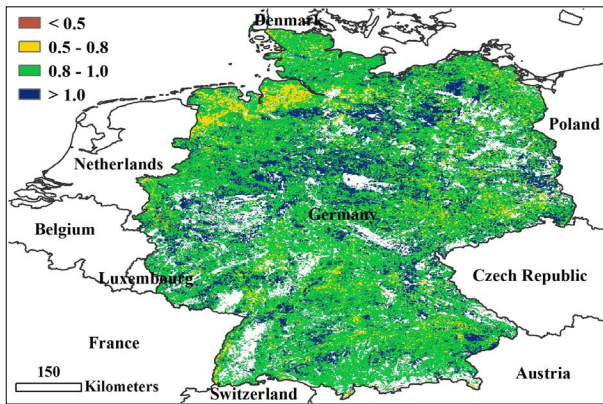 < 0.5
0.5 - 0.8
0.8 - 1.0
> 1.0
Denmark
Poland
Netherlands
Germany
Belgium
Luxembourg
Czech Republic
France
Austria
Switzerland
150
Kilometers